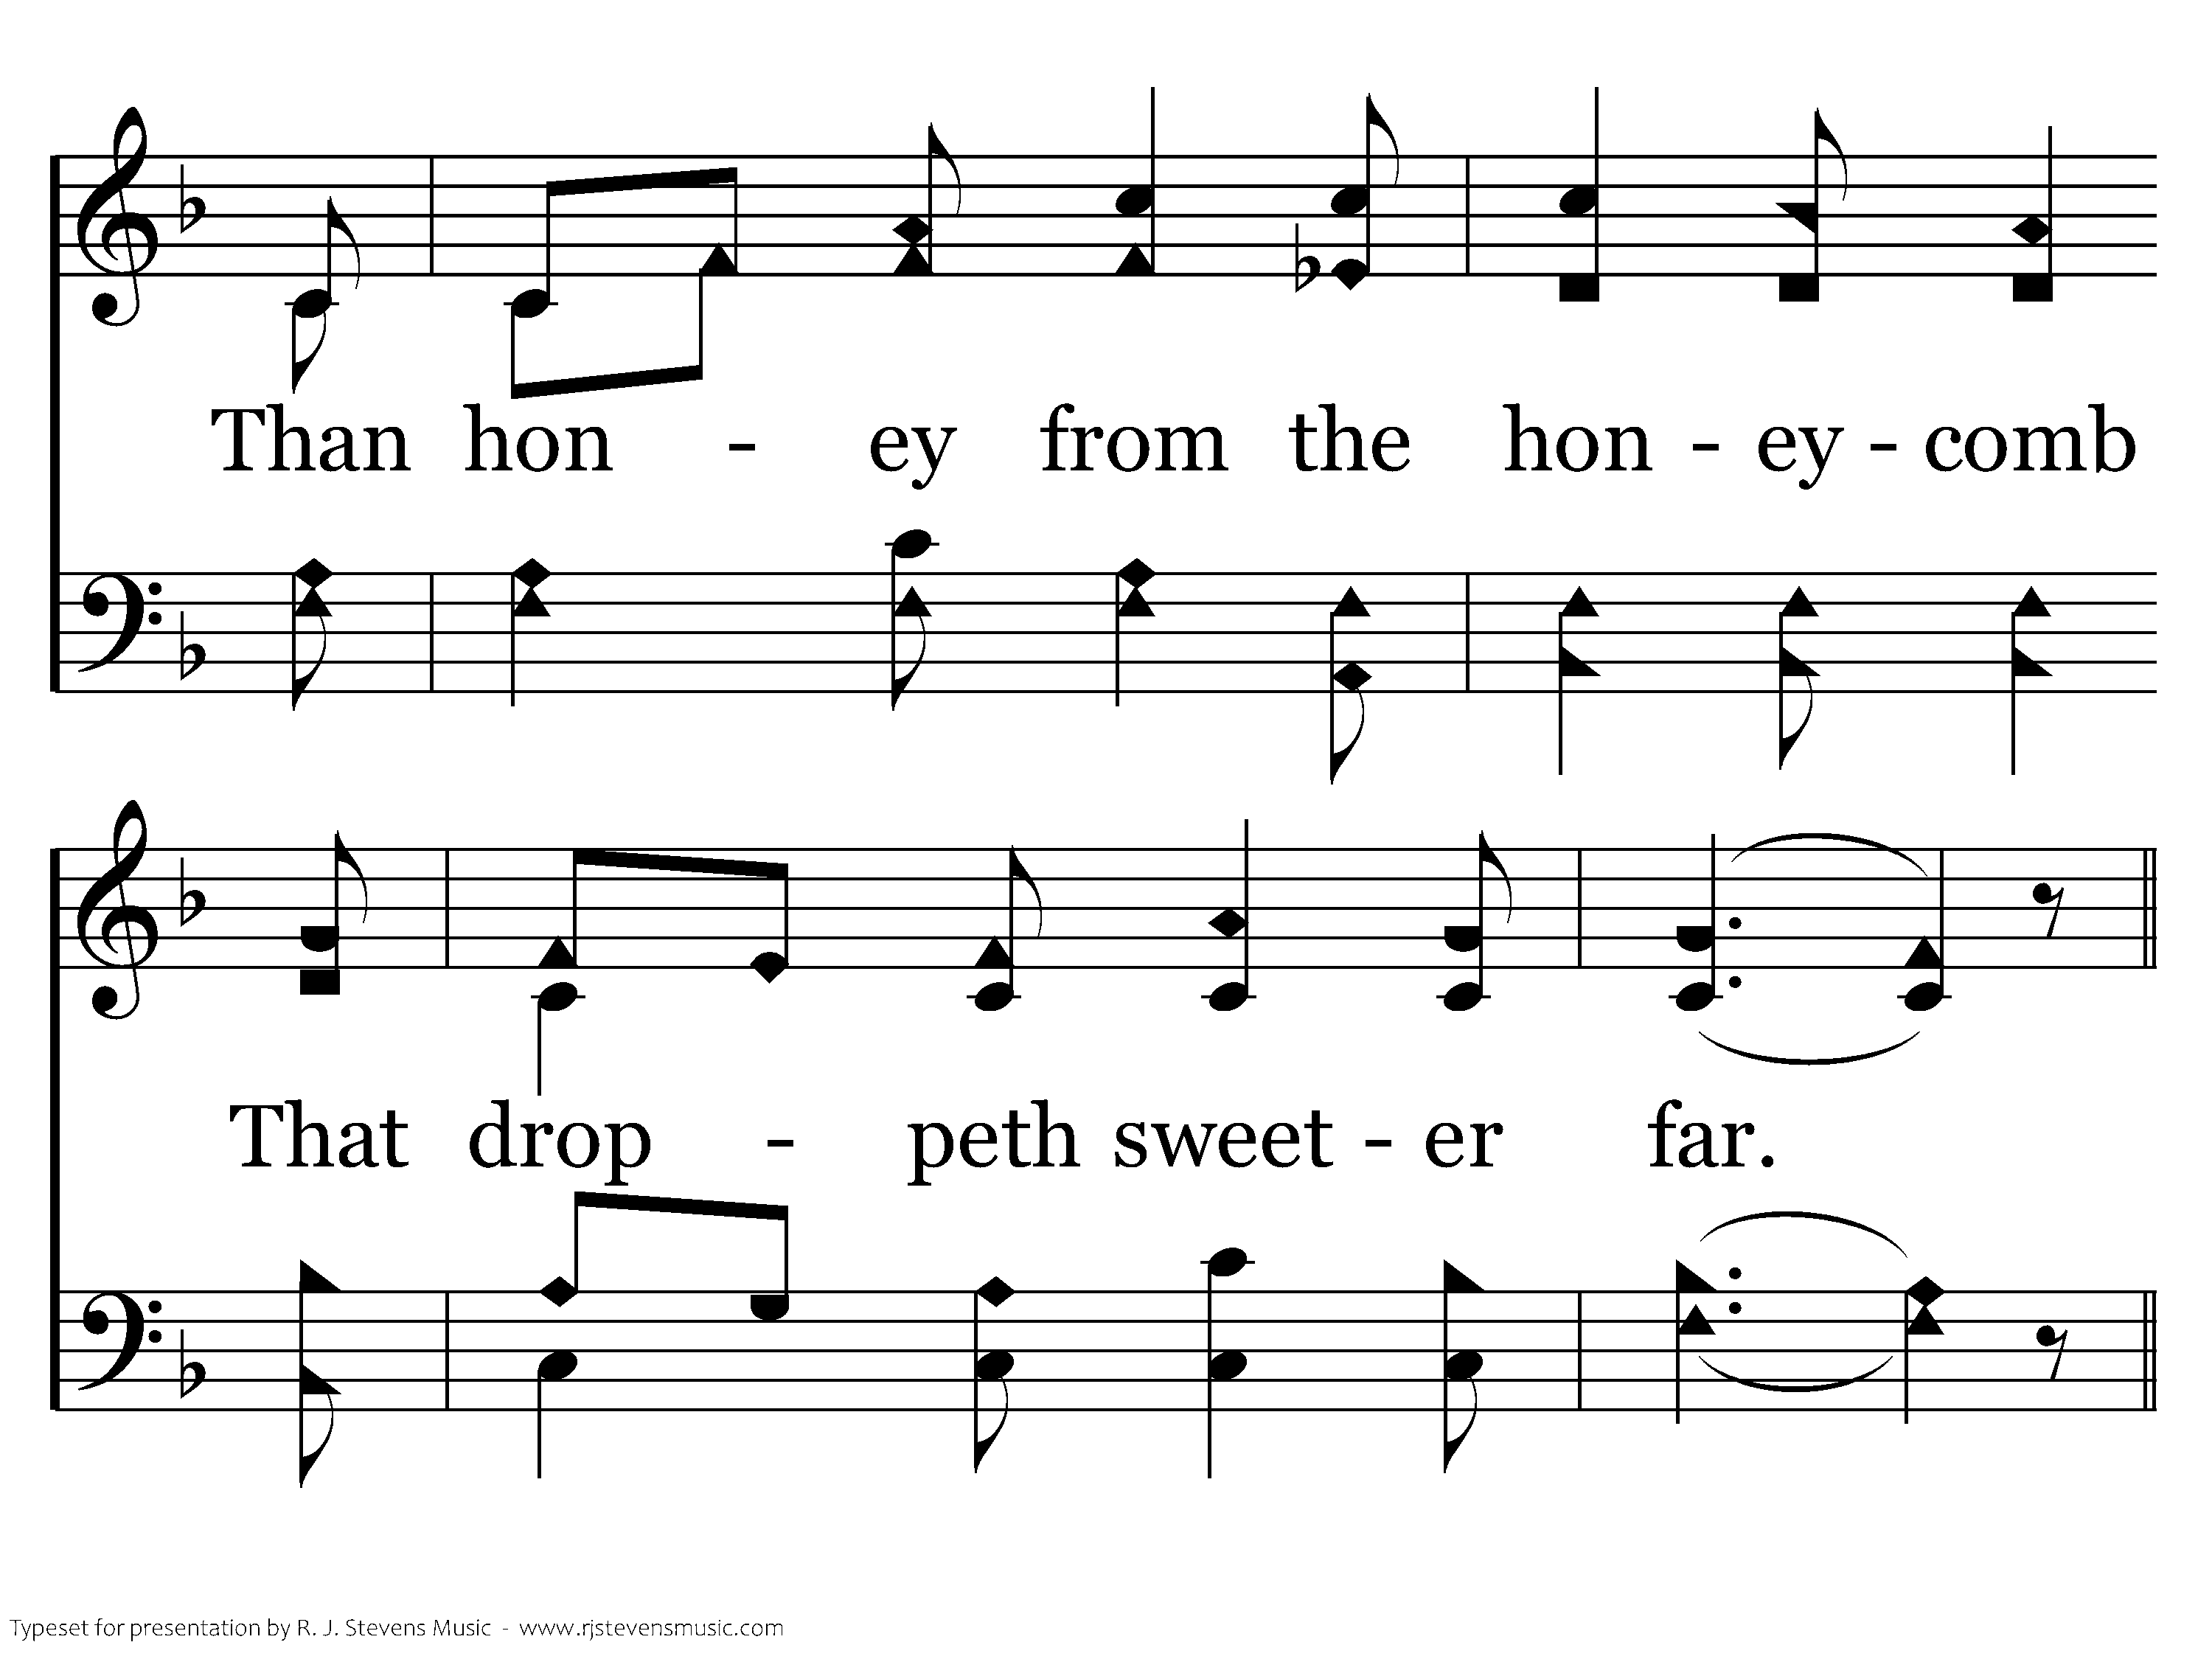 Than hon - ey from the hon - ey - comb
That drop - peth sweet - er far.
Typeset for presentation by R. J. Stevens Music - www.rjstevensmusic.com